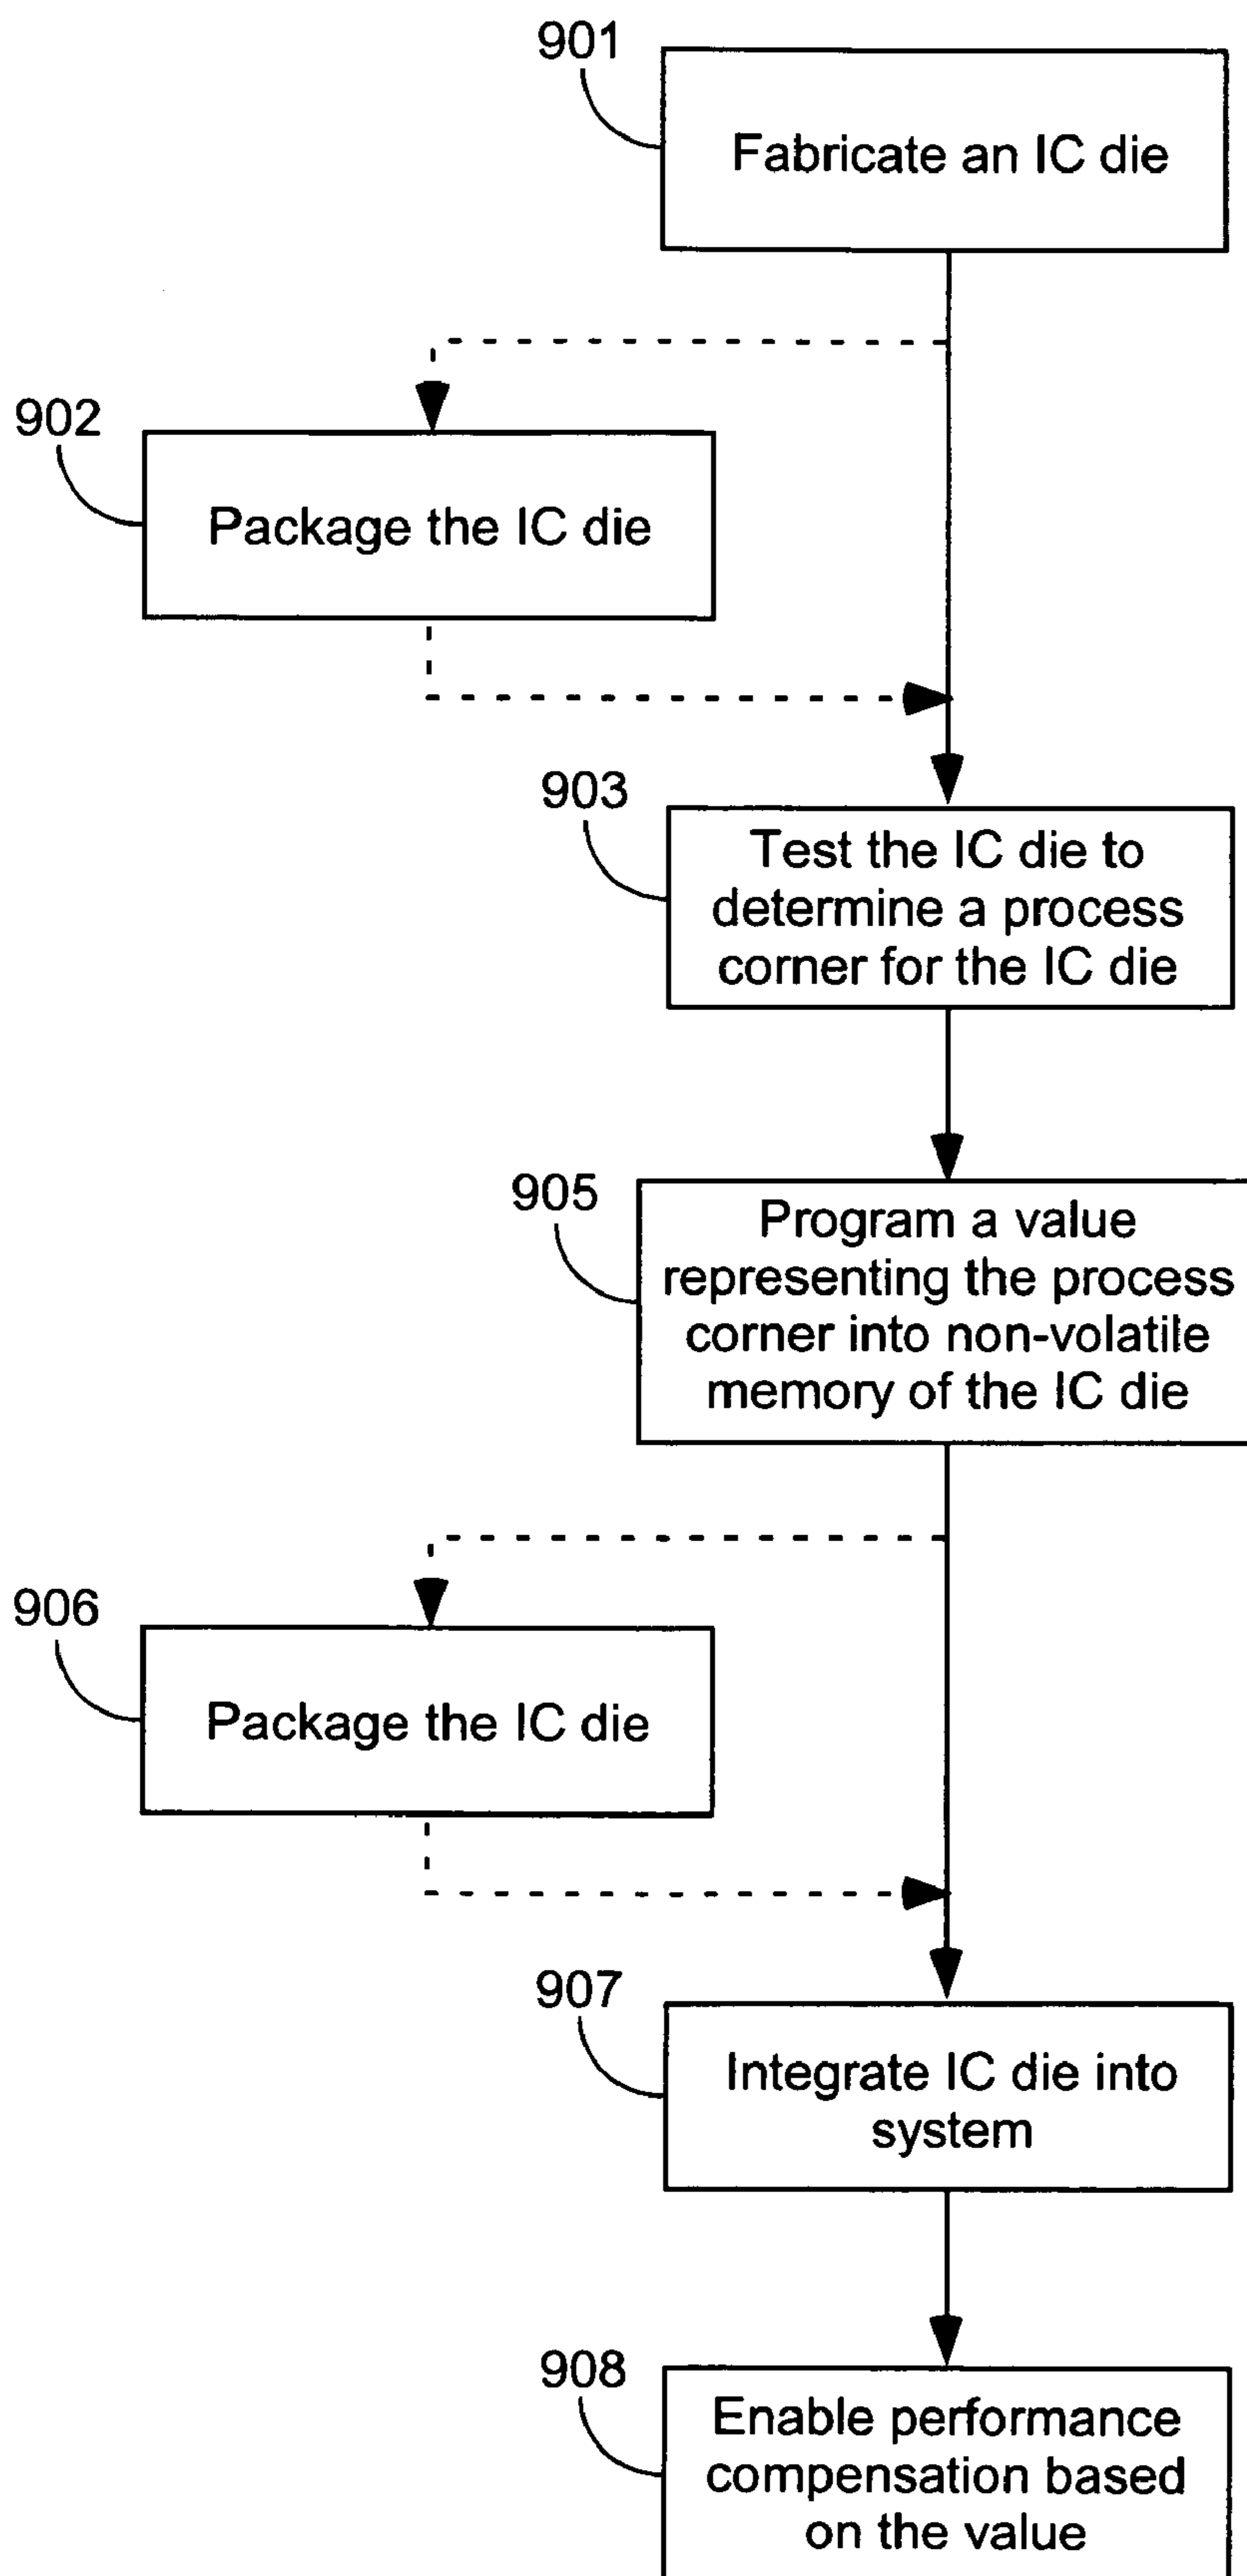 901
Fabricate an IC die
902
Package the IC die
903
Test the IC die to
determine a process
corner for the IC die
905
Program a value
representing the process
corner into non-volatile
memory of the IC die
906
Package the IC die
907
Integrate IC die into
system
908
Enable performance
compensation based
on the value